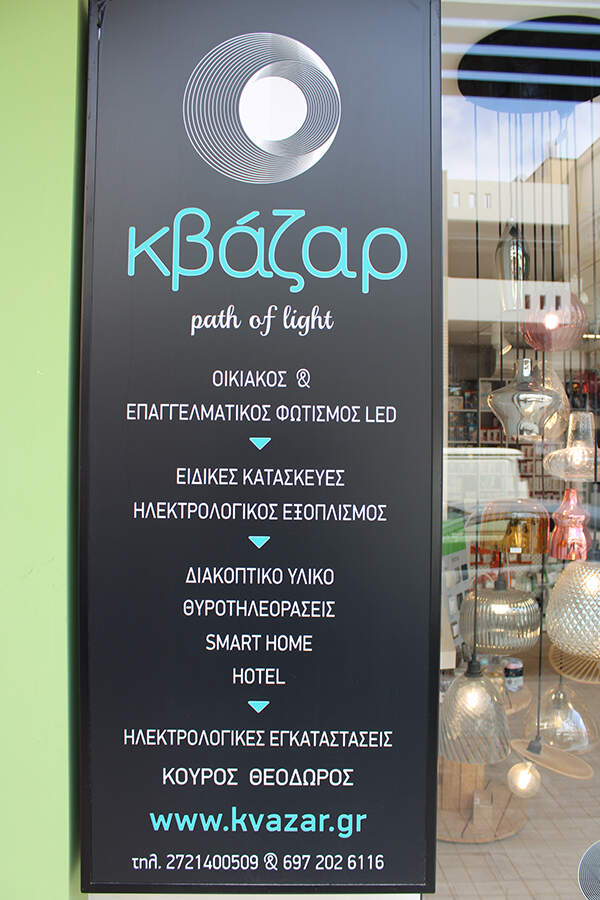 κβάζαρ
path of light
ΟΙΚΙΑΚΟΣ &
ΕΠΑΓΓΕΛΜΑΤΙΚΟΣ ΦΩΤΙΣΜΟΣ LED
ΕΙΔΙΚΕΣ ΚΑΤΑΣΚΕΥΕΣ
ΗΛΕΚΤΡΟΛΟΓΙΚΟΣ ΕΞΟΠΛΙΣΜΟΣ
ΔΙΑΚΟΠΤΙΚΟ ΥΛΙΚΟ
ΘΥΡΟΤΗΛΕΟΡΑΣΕΙΣ
SMART HOME
HOTEL
ΗΛΕΚΤΡΟΛΟΓΙΚΕΣ ΕΓΚΑΤΑΣΤΑΣΕΙΣ
ΚΟΥΡΟΣ ΘΕΟΔΩΡΟΣ
www.kvazar.gr
τηλ. 2721400509 & 697 202 6116